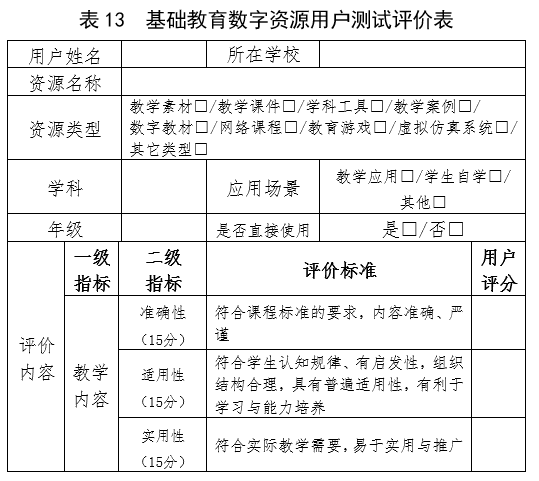 表 13 基础教育数字资源用户测试评价表
用户姓名 所在学校
资源名称
资源类型 教学素材□/教学课件□/学科工具□/教学案例□/
数字教材□/网络课程□/教育游戏□/虚拟仿真系统□/
其它类型□
学科 应用场景 教学应用□/学生自学□/
其他□
年级 是否直接使用 是□/否□
一级
指标
二级
指标
评价标准
用户
评分
评价
内容
教学
内容
准确性
（15分）
符合课程标准的要求，内容准确、严
谨
适用性
（15分）
符合学生认知规律、有启发性，组织
结构合理，具有普遍适用性，有利于
学习与能力培养
实用性
（15分）
符合实际教学需要，易于实用与推广